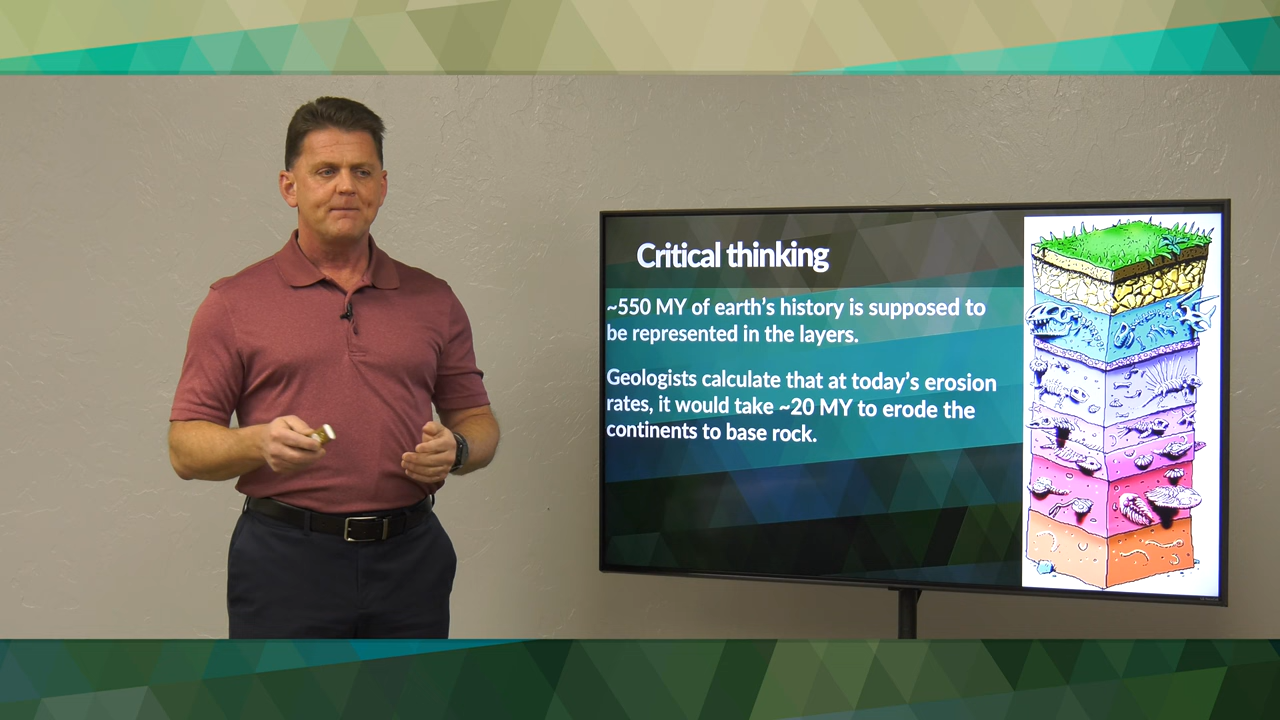 Critical thinking
~550 MY of earth's history is supposed to
be represented in the layers.
Geologists calculate that at today's erosion
rates, it would take ~20 MY to erode the
continents to base rock.